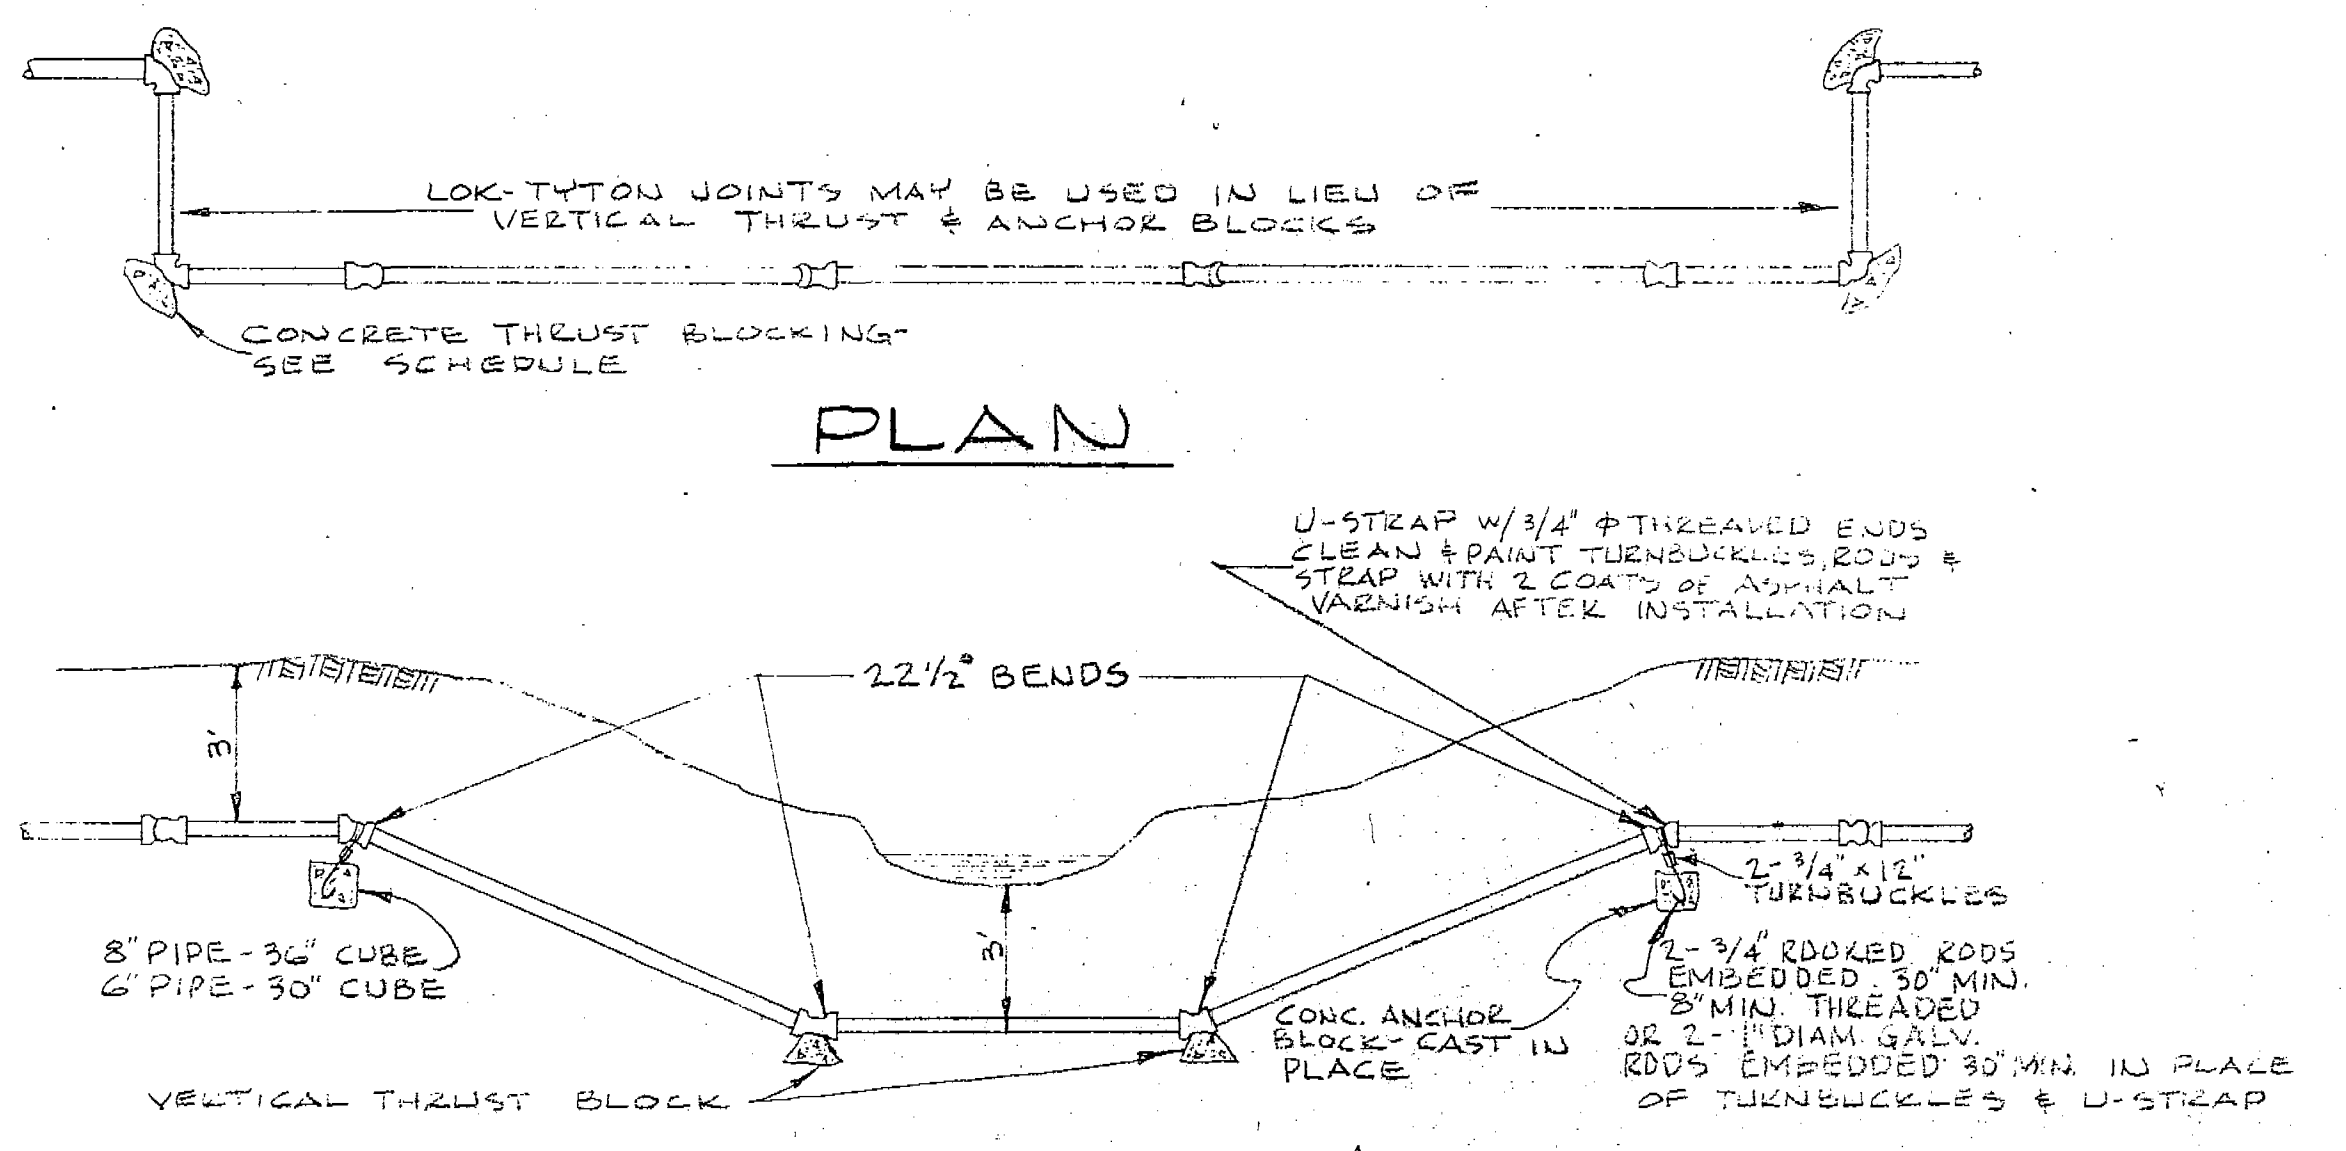 LOK-TYTON JOINTS MAY BE USED IN LIEU OF
VERTICAL THRUST & ANCHOR BLOCKS
CONCRETE THRUST BLOCKING-
SEE SCHEDULE
PLAN
U-STRAP W/ 3/4" Φ THREADED ENDS
CLEAN & PAINT TURNBUCKLES, RODS &
STRAP WITH 2 COATS OF ASPHALT
VARNISH AFTER INSTALLATION
22 1/2° BENDS
3'
2- 3/4" x 12"
TURNBUCKLES
8" PIPE - 36" CUBE
6" PIPE - 30" CUBE
3'
CONC. ANCHOR
BLOCK- CAST IN
PLACE
2- 3/4" HOOKED RODS
EMBEDDED 30" MIN.
8" MIN. THREADED
OR 2- 1" DIAM. GALV.
RODS EMBEDDED 30" MIN. IN PLACE
OF TURNBUCKLES & U-STRAP
VERTICAL THRUST BLOCK